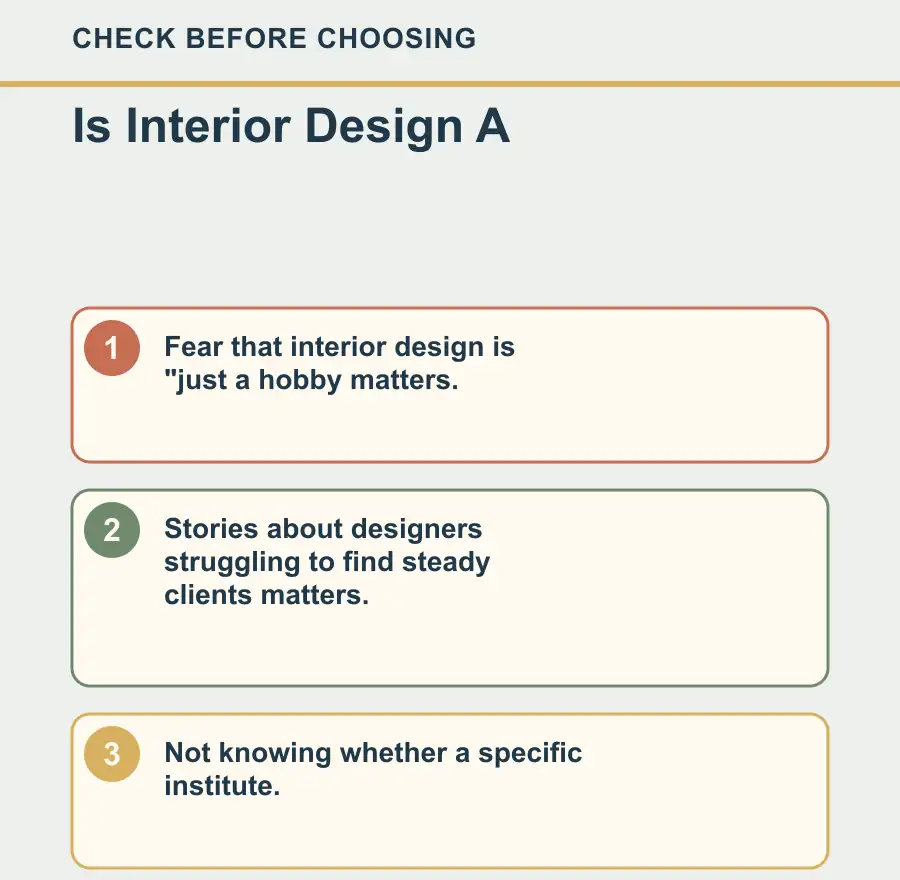 CHECK BEFORE CHOOSING
Is Interior Design A
1
Fear that interior design is
"just a hobby matters.
2
Stories about designers
struggling to find steady
clients matters.
3
Not knowing whether a specific
institute.